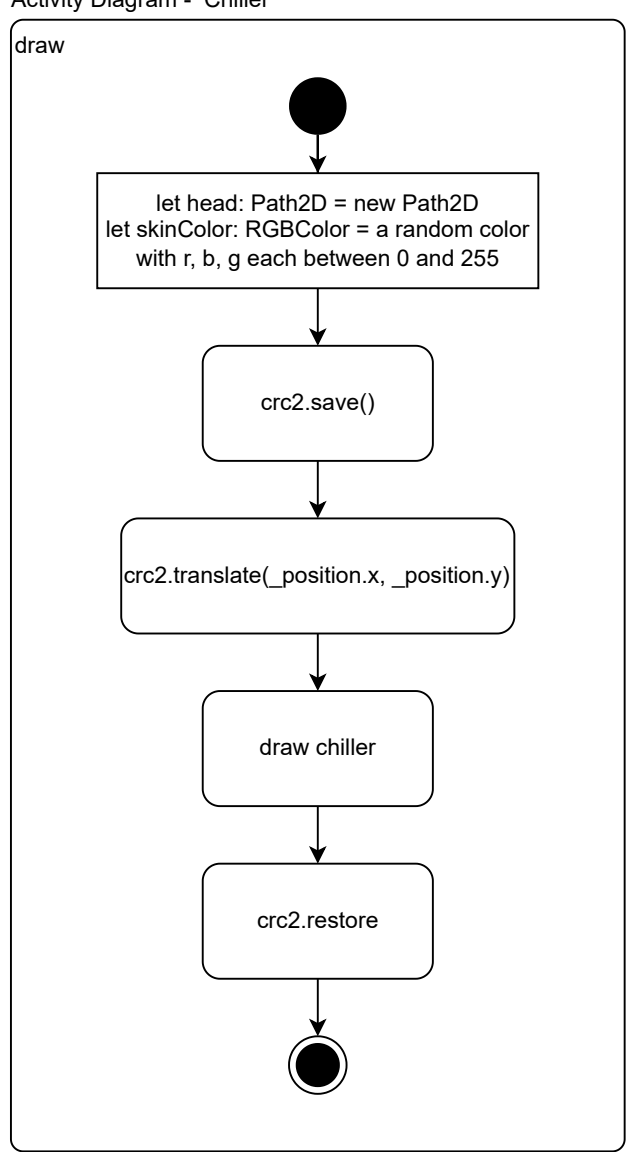 Activity Diagram - Chiller
draw
let head: Path2D = new Path2D
let skinColor: RGBColor = a random color
with r, b, g each between 0 and 255
crc2.save()
crc2.translate(_position.x, _position.y)
draw chiller
crc2.restore